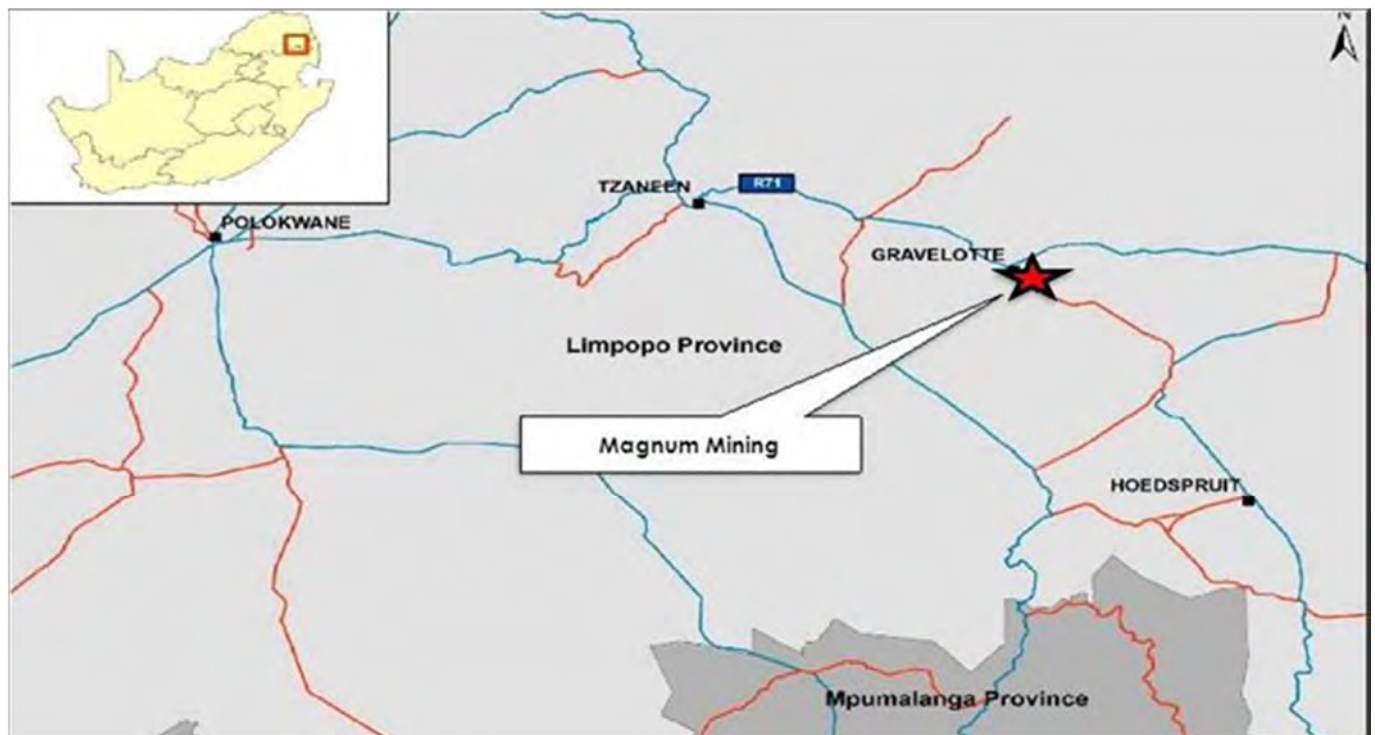 N
TZANEEN
R71
POLOKWANE
GRAVELOTTE
Limpopo Province
Magnum Mining
HOEDSPRUIT
Mpumalanga Province